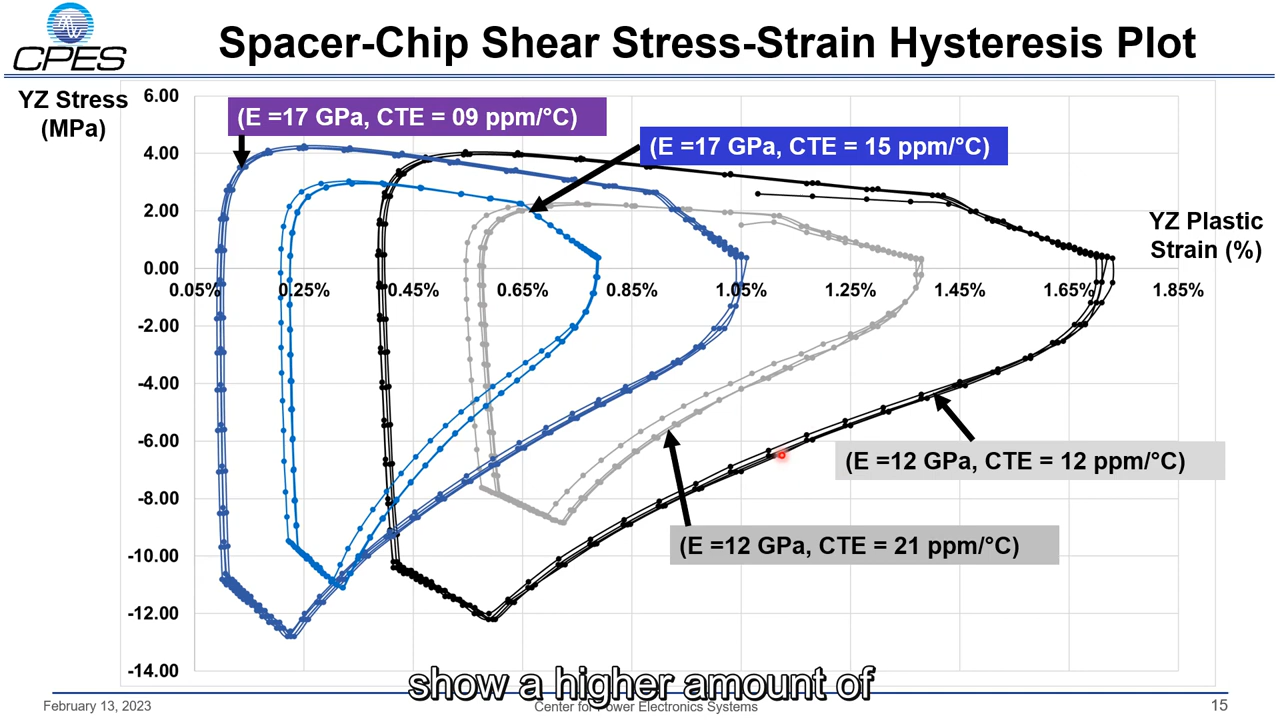 CPES
Spacer-Chip Shear Stress-Strain Hysteresis Plot
YZ Stress
(MPa)
6.00
4.00
2.00
0.00
-2.00
-4.00
-6.00
-8.00
-10.00
-12.00
-14.00
(E =17 GPa, CTE = 09 ppm/°C)
(E =17 GPa, CTE = 15 ppm/°C)
YZ Plastic
Strain (%)
0.05% 0.25% 0.45% 0.65% 0.85% 1.05% 1.25% 1.45% 1.65% 1.85%
(E =12 GPa, CTE = 12 ppm/°C)
(E =12 GPa, CTE = 21 ppm/°C)
show a higher amount of
February 13, 2023
Center for Power Electronics Systems
15